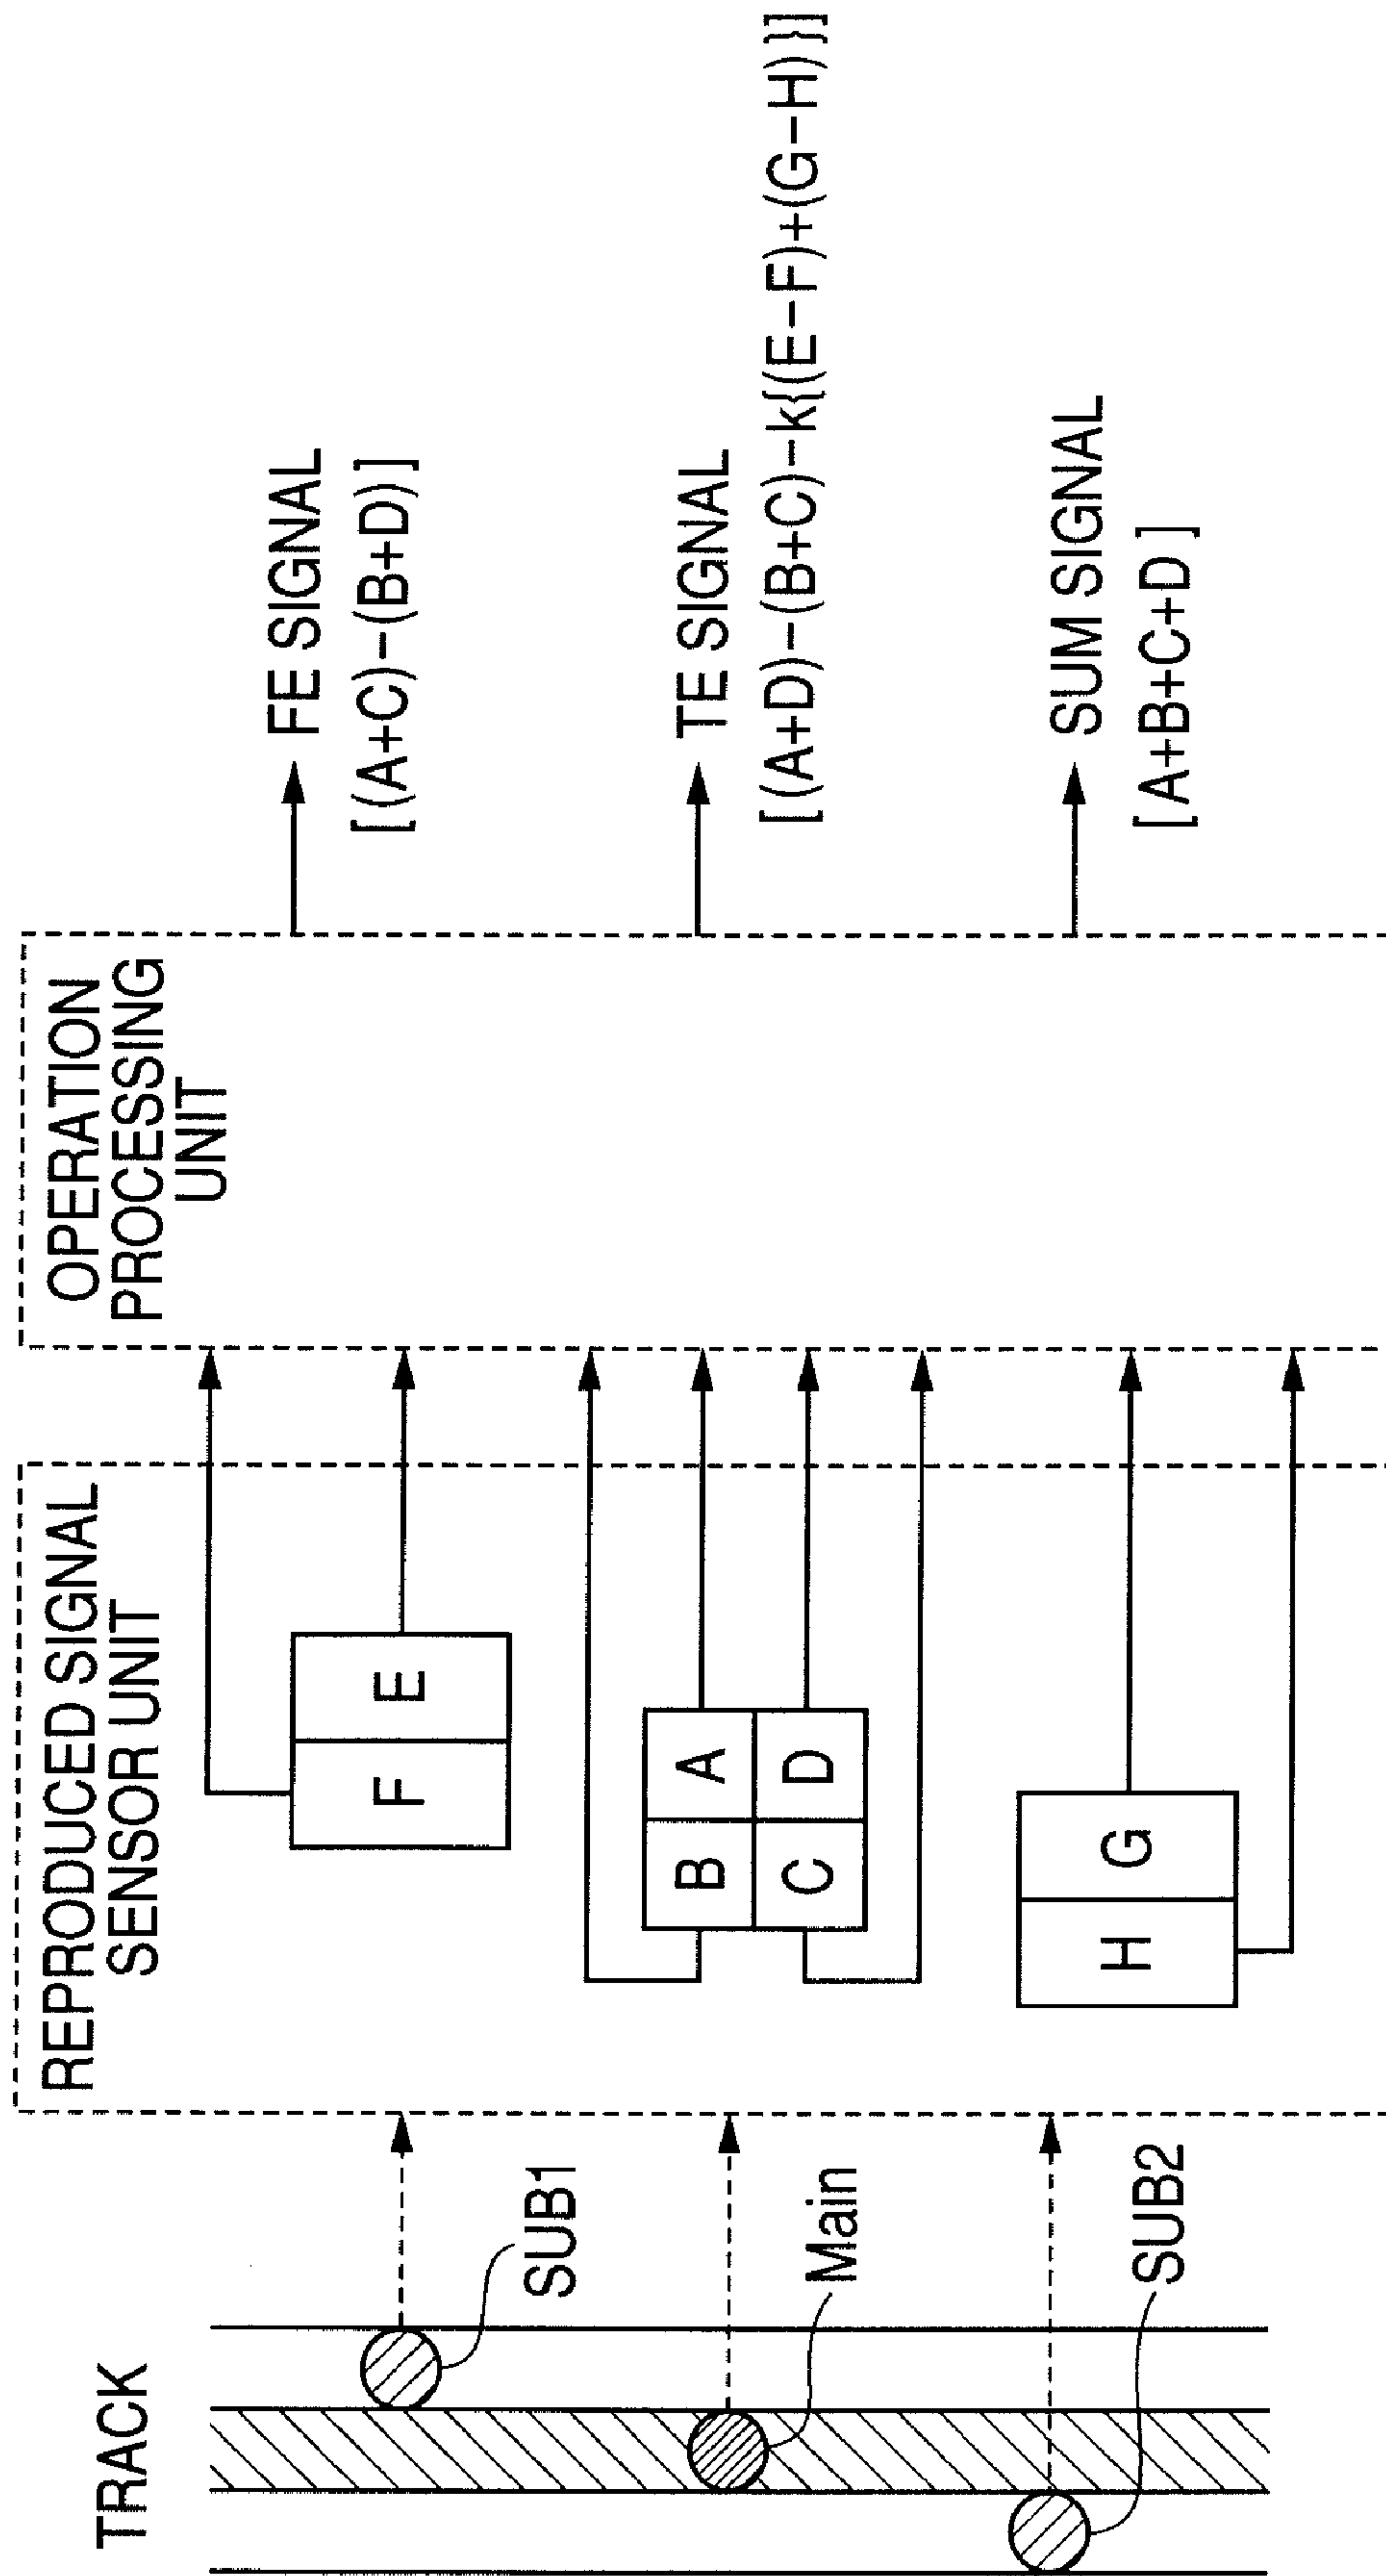 TRACK
SUB1
Main
SUB2
REPRODUCED SIGNAL
SENSOR UNIT
F E
B A
C D
H G
OPERATION
PROCESSING
UNIT
FE SIGNAL
[(A+C)-(B+D)]
TE SIGNAL
[(A+D)-(B+C)-k{(E-F)+(G-H)}]
SUM SIGNAL
[A+B+C+D]